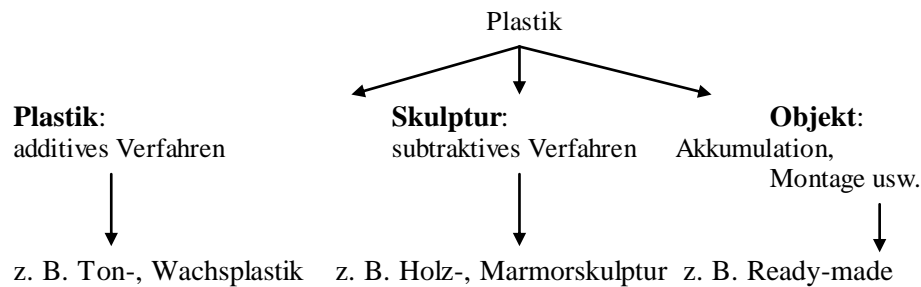 Plastik
Plastik: Skulptur: Objekt:
additives Verfahren subtraktives Verfahren Akkumulation,
Montage usw.
z. B. Ton-, Wachsplastik z. B. Holz-, Marmorskulptur z. B. Ready-made